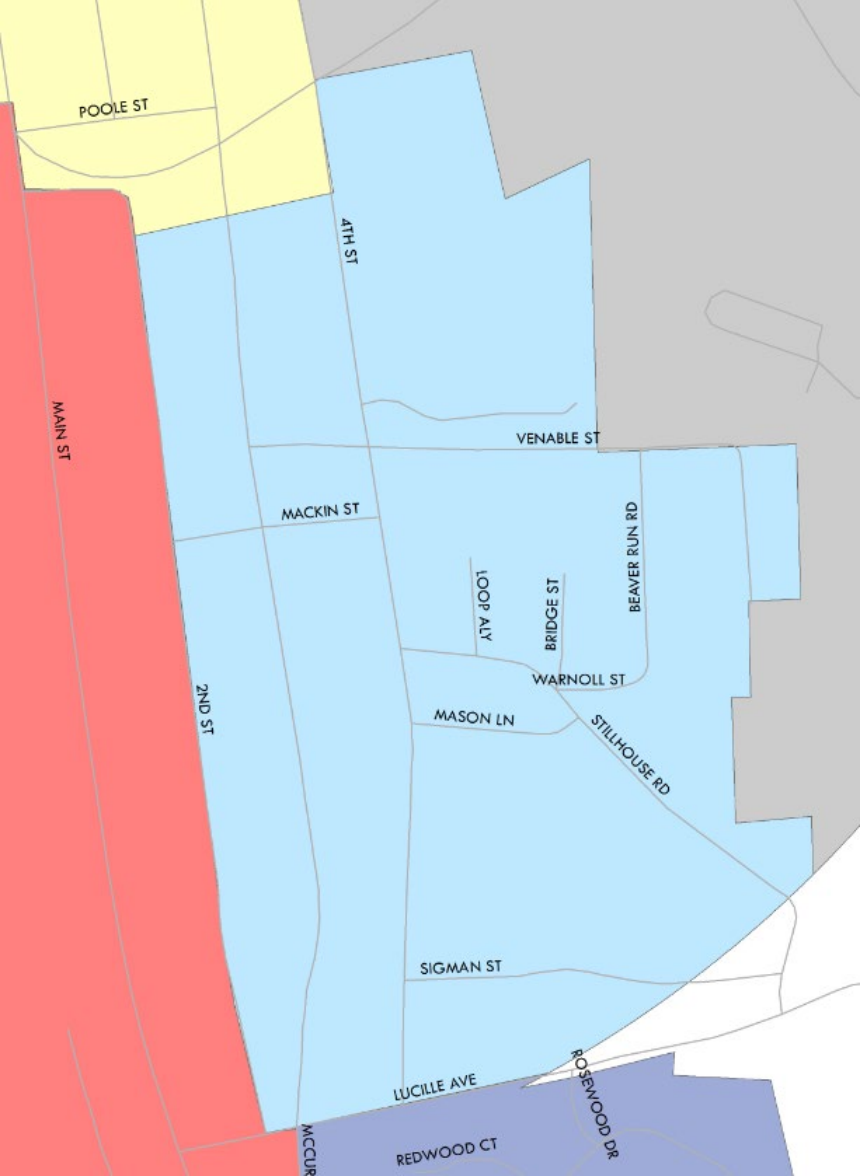 POOLE ST
4TH ST
MAIN ST
VENABLE ST
MACKIN ST
BEAVER RUN RD
LOOP ALY
BRIDGE ST
WARNOLL ST
2ND ST
MASON LN
STILLHOUSE RD
SIGMAN ST
LUCILLE AVE
ROSEWOOD DR
MCCUR
REDWOOD CT